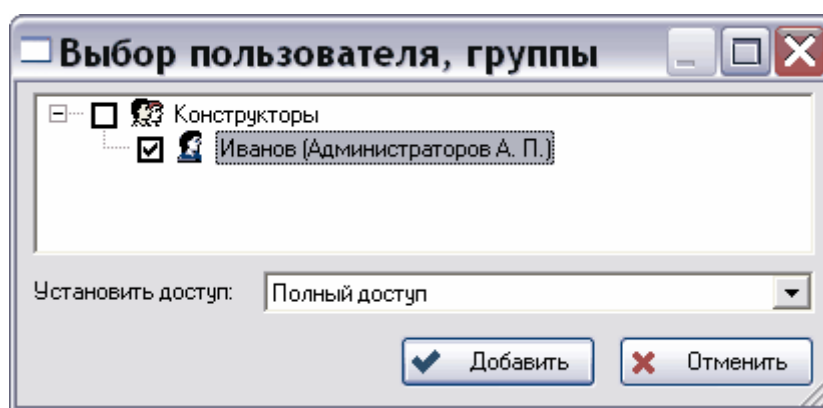 Выбор пользователя, группы
Конструкторы
Иванов (Администраторов А. П.)
Установить доступ: Полный доступ
Добавить Отменить